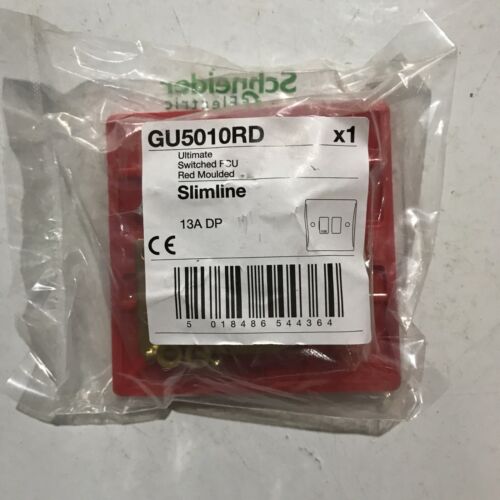 Schneider
Electric
GU5010RD x1
Ultimate
Switched FCU
Red Moulded
Slimline
13A DP
CE
5 018486 544364